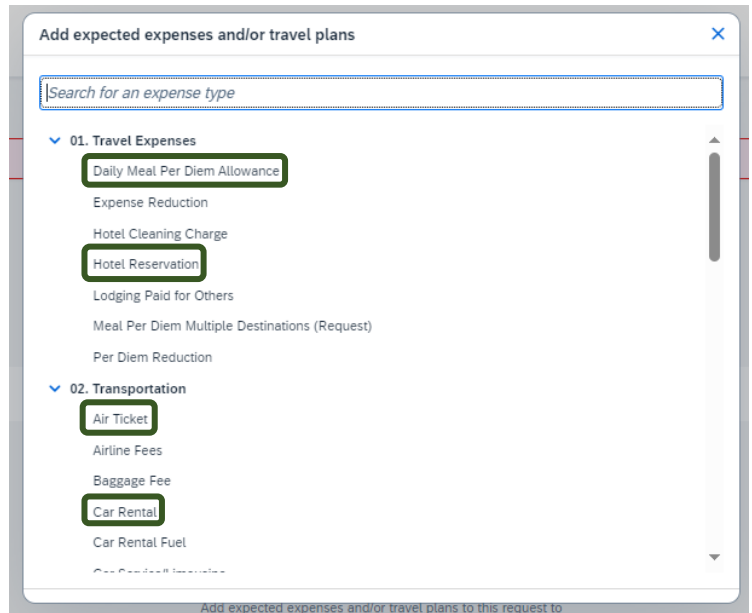 Add expected expenses and/or travel plans
Search for an expense type
01. Travel Expenses
Daily Meal Per Diem Allowance
Expense Reduction
Hotel Cleaning Charge
Hotel Reservation
Lodging Paid for Others
Meal Per Diem Multiple Destinations (Request)
Per Diem Reduction
02. Transportation
Air Ticket
Airline Fees
Baggage Fee
Car Rental
Car Rental Fuel
Car Service/Limousine
Add expected expenses and/or travel plans to this request to